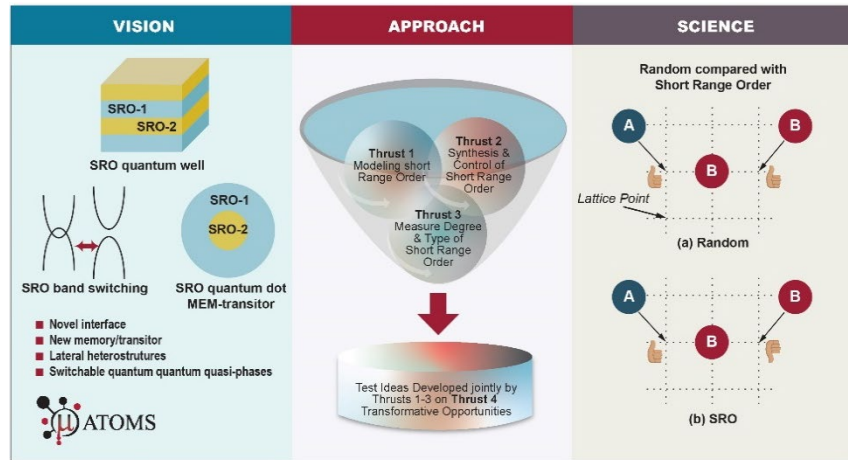 VISION
SRO-1
SRO-2
SRO quantum well
SRO band switching
SRO-1
SRO-2
SRO quantum dot
MEM-transitor
Novel interface
New memory/transitor
Lateral heterostrutures
Switchable quantum quantum quasi-phases
μ ATOMS
APPROACH
Thrust 1
Modeling short
Range Order
Thrust 2
Synthesis &
Control of
Short Range
Order
Thrust 3
Measure Degree
& Type of
Short Range
Order
Test Ideas Developed jointly by
Thrusts 1-3 on Thrust 4
Transformative Opportunities
SCIENCE
Random compared with
Short Range Order
A
B
B
Lattice Point
(a) Random
A
B
B
(b) SRO